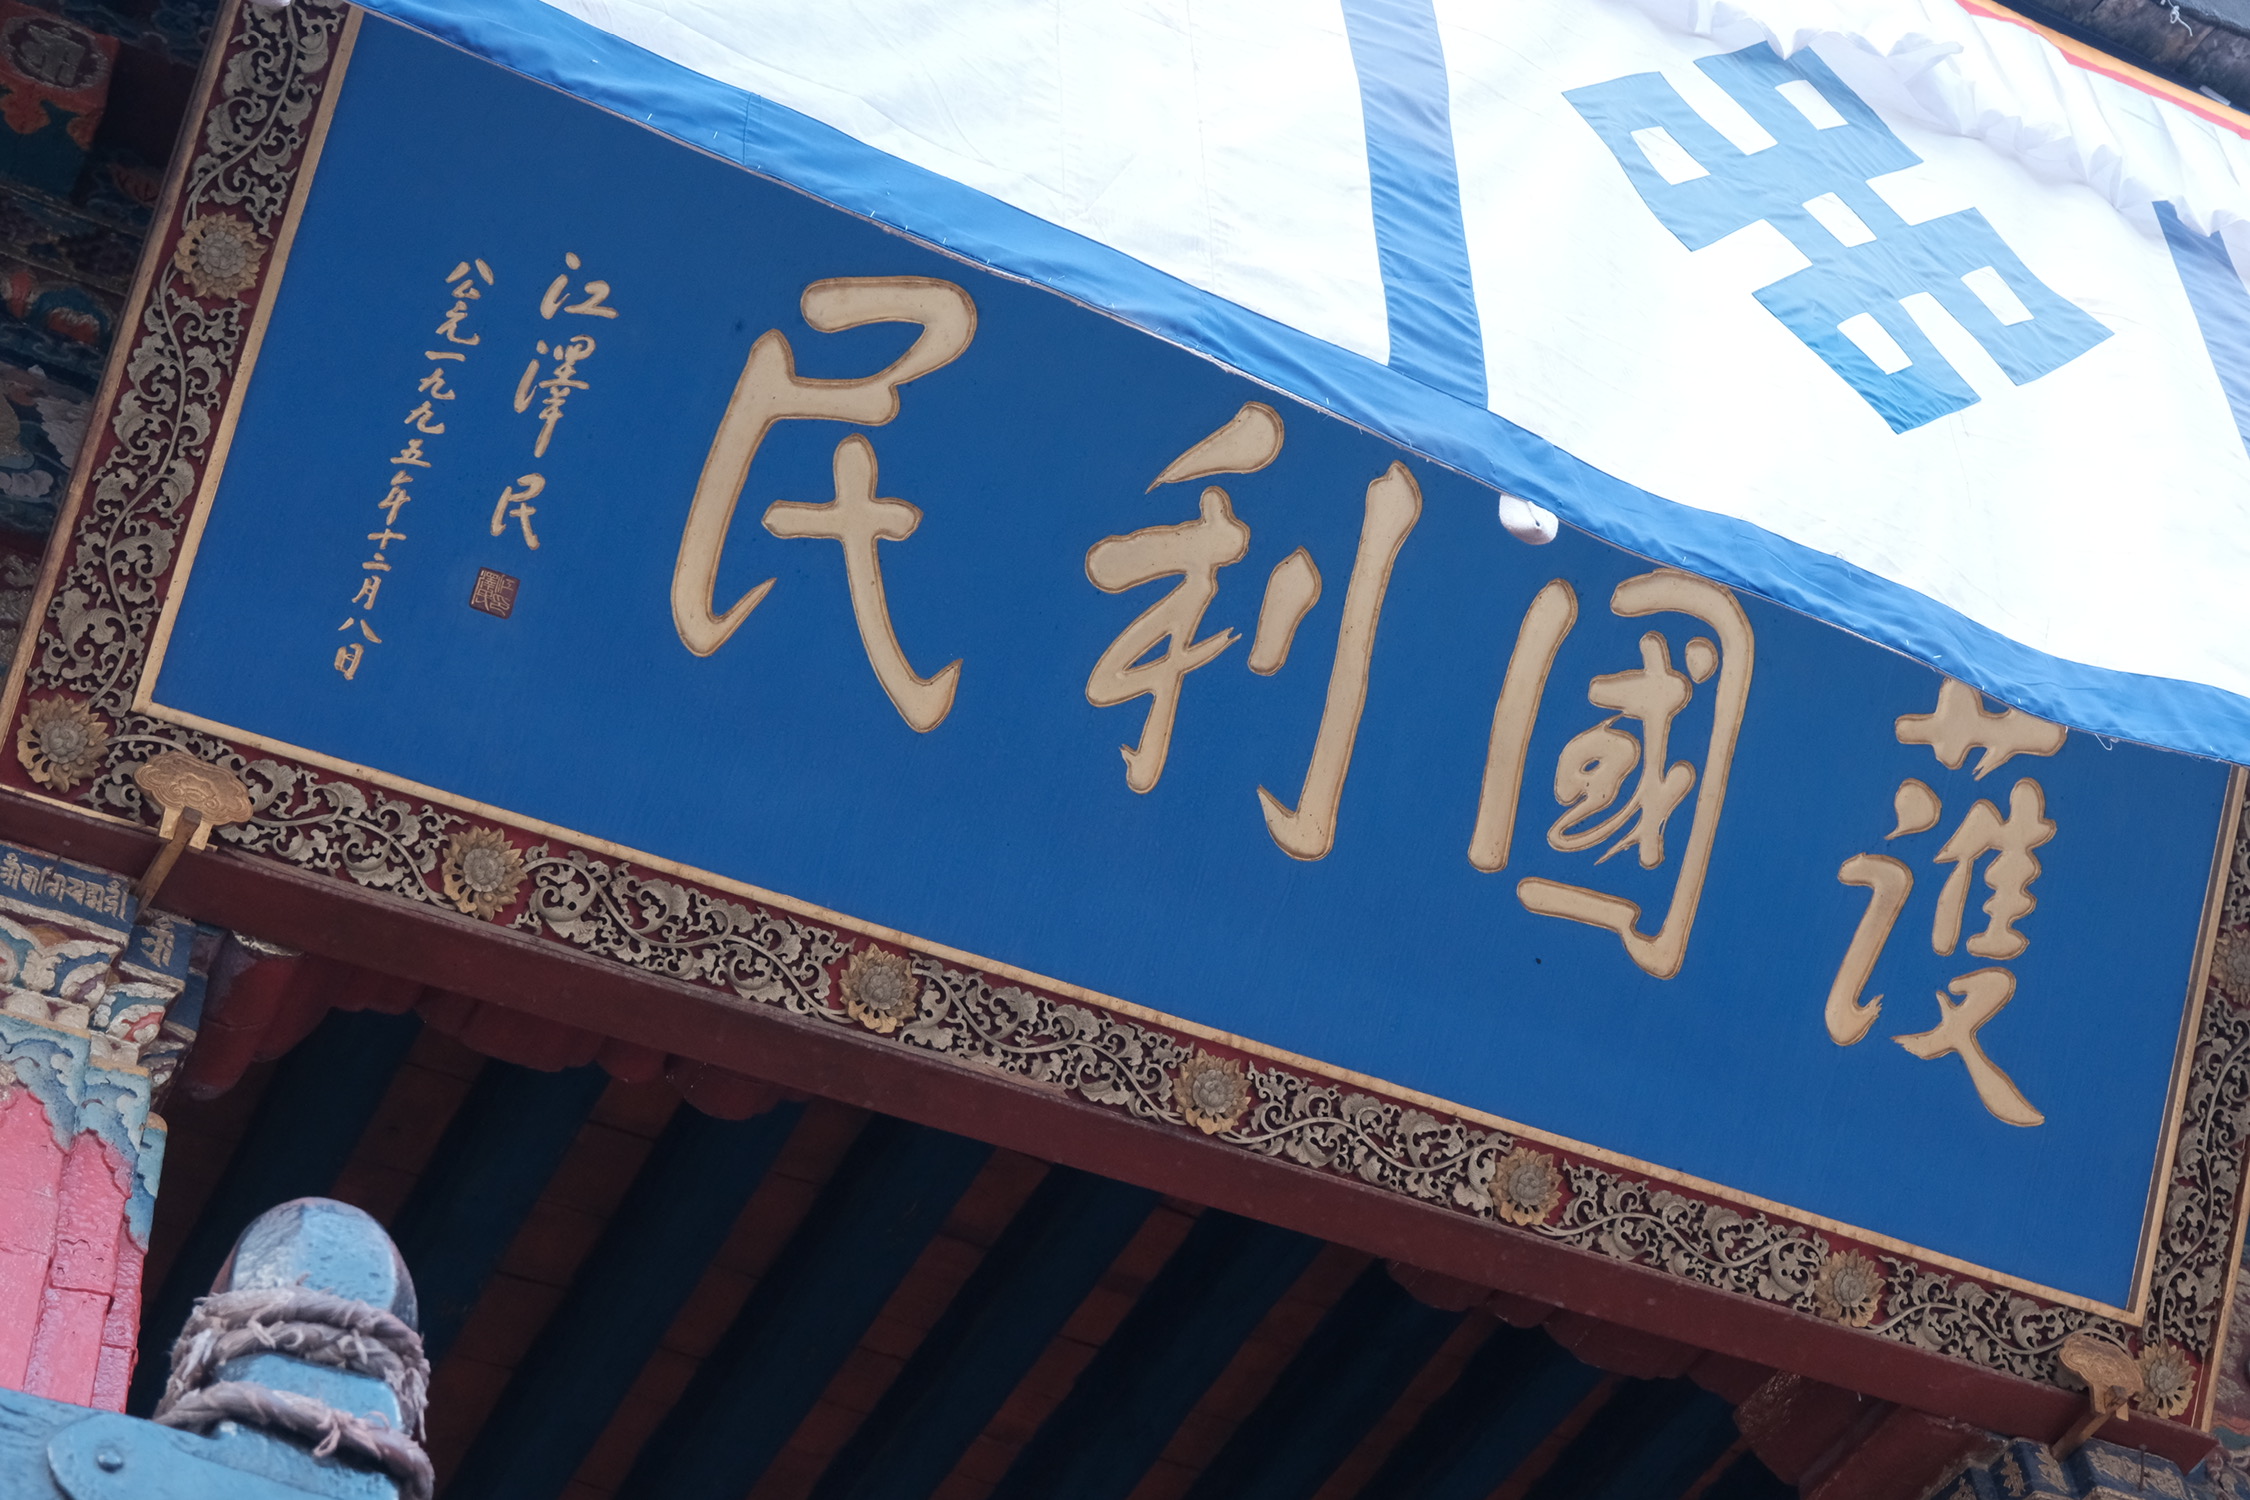 護國利民
江澤民
公元一九九五年十二月八日